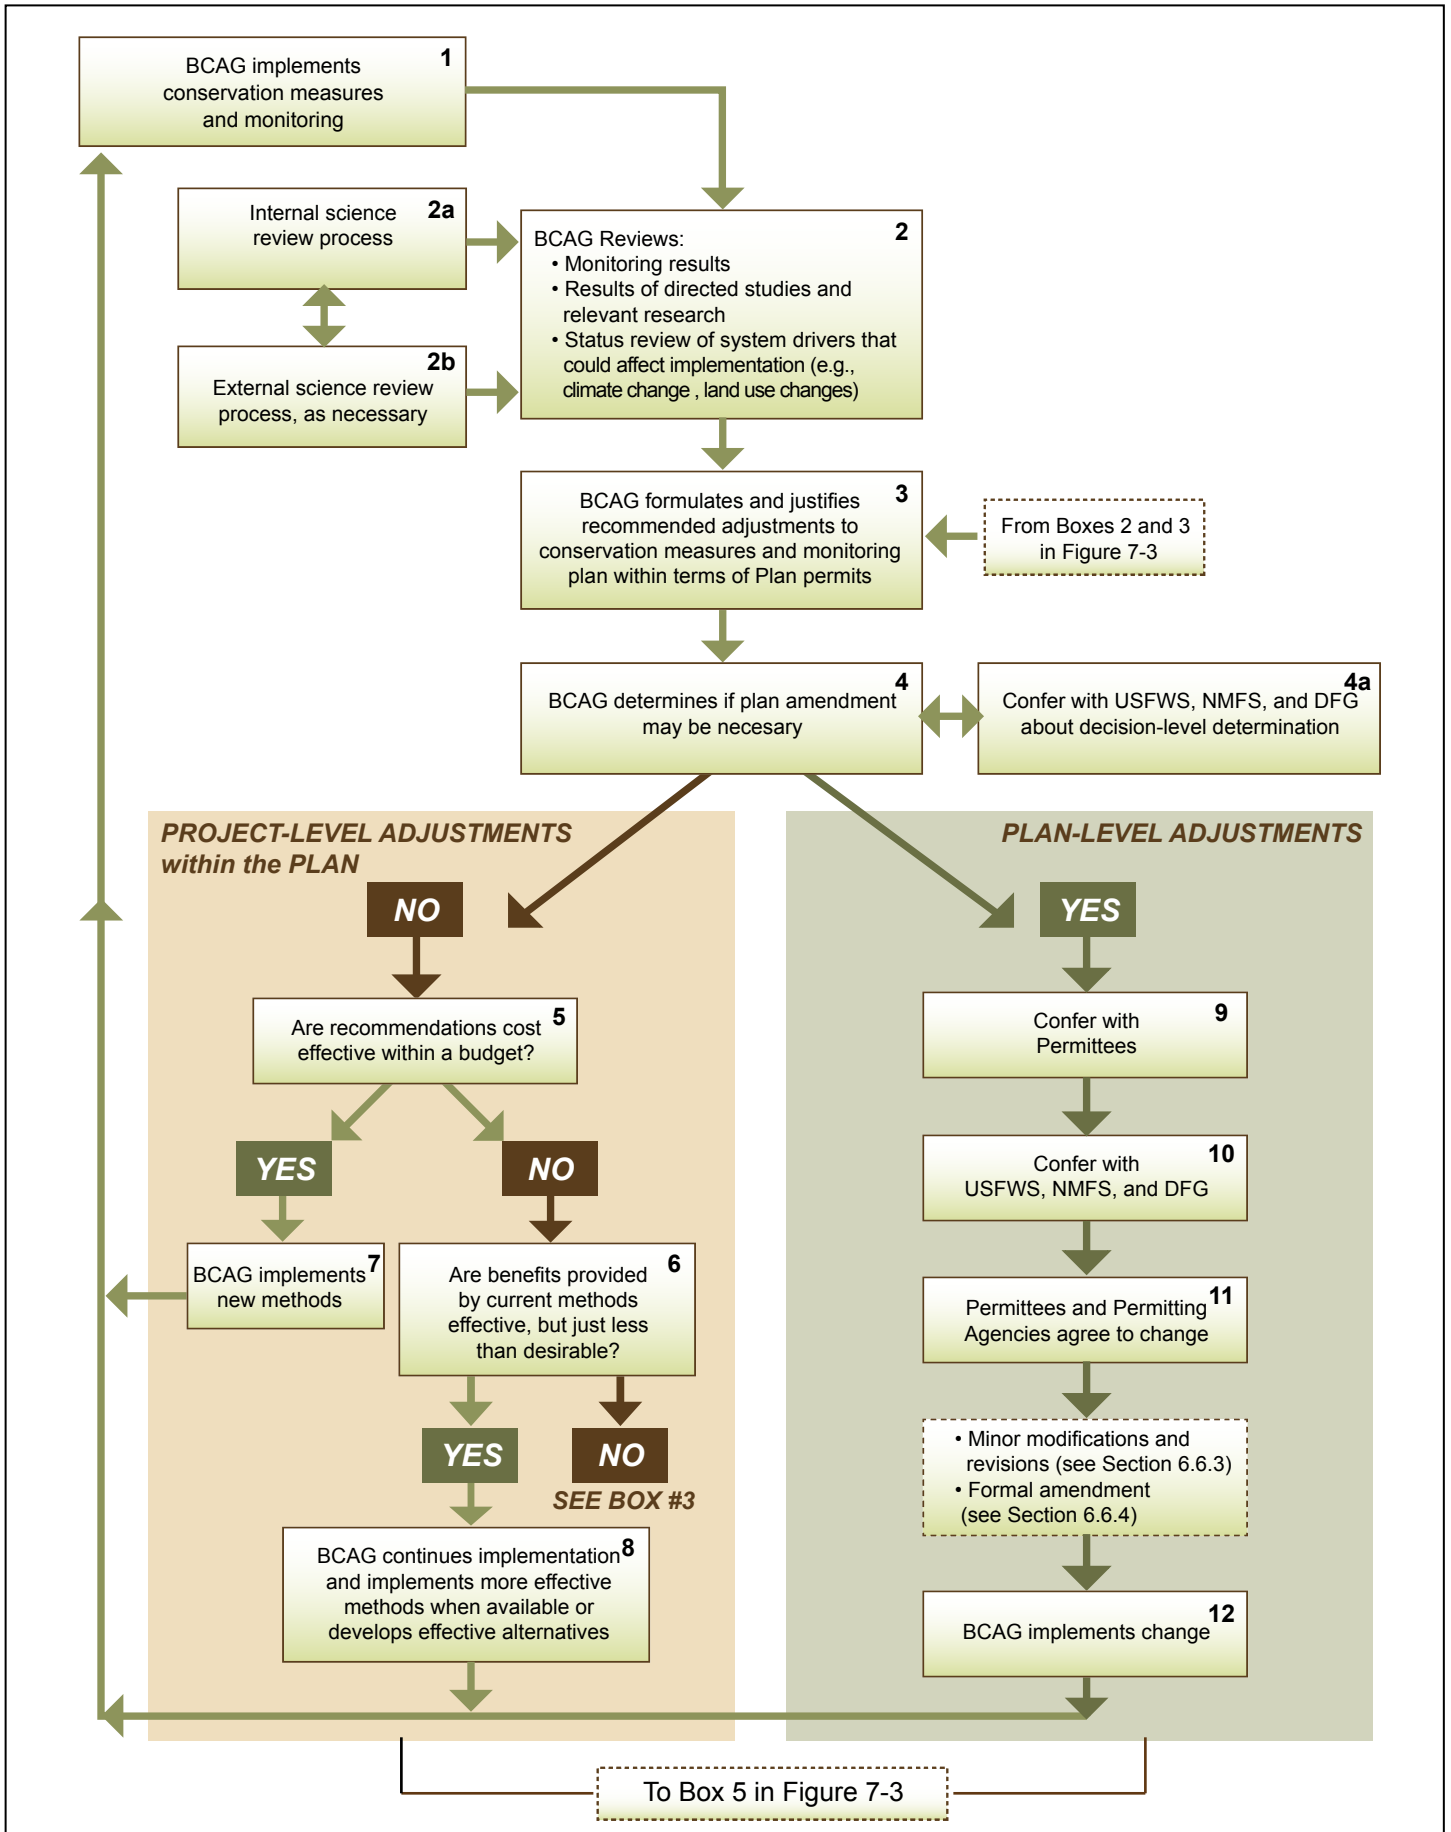 1
BCAG implements
conservation measures
and monitoring
2a
Internal science
review process
2
BCAG Reviews:
• Monitoring results
• Results of directed studies and
relevant research
• Status review of system drivers that
could affect implementation (e.g.,
climate change , land use changes)
2b
External science review
process, as necessary
3
BCAG formulates and justifies
recommended adjustments to
conservation measures and monitoring
plan within terms of Plan permits
From Boxes 2 and 3
in Figure 7-3
4
BCAG determines if plan amendment
may be necesary
4a
Confer with USFWS, NMFS, and DFG
about decision-level determination
PROJECT-LEVEL ADJUSTMENTS
within the PLAN
NO
5
Are recommendations cost
effective within a budget?
YES
NO
7
BCAG implements
new methods
6
Are benefits provided
by current methods
effective, but just less
than desirable?
YES
NO
SEE BOX #3
8
BCAG continues implementation
and implements more effective
methods when available or
develops effective alternatives
PLAN-LEVEL ADJUSTMENTS
YES
9
Confer with
Permittees
10
Confer with
USFWS, NMFS, and DFG
11
Permittees and Permitting
Agencies agree to change
• Minor modifications and
revisions (see Section 6.6.3)
• Formal amendment
(see Section 6.6.4)
12
BCAG implements change
To Box 5 in Figure 7-3